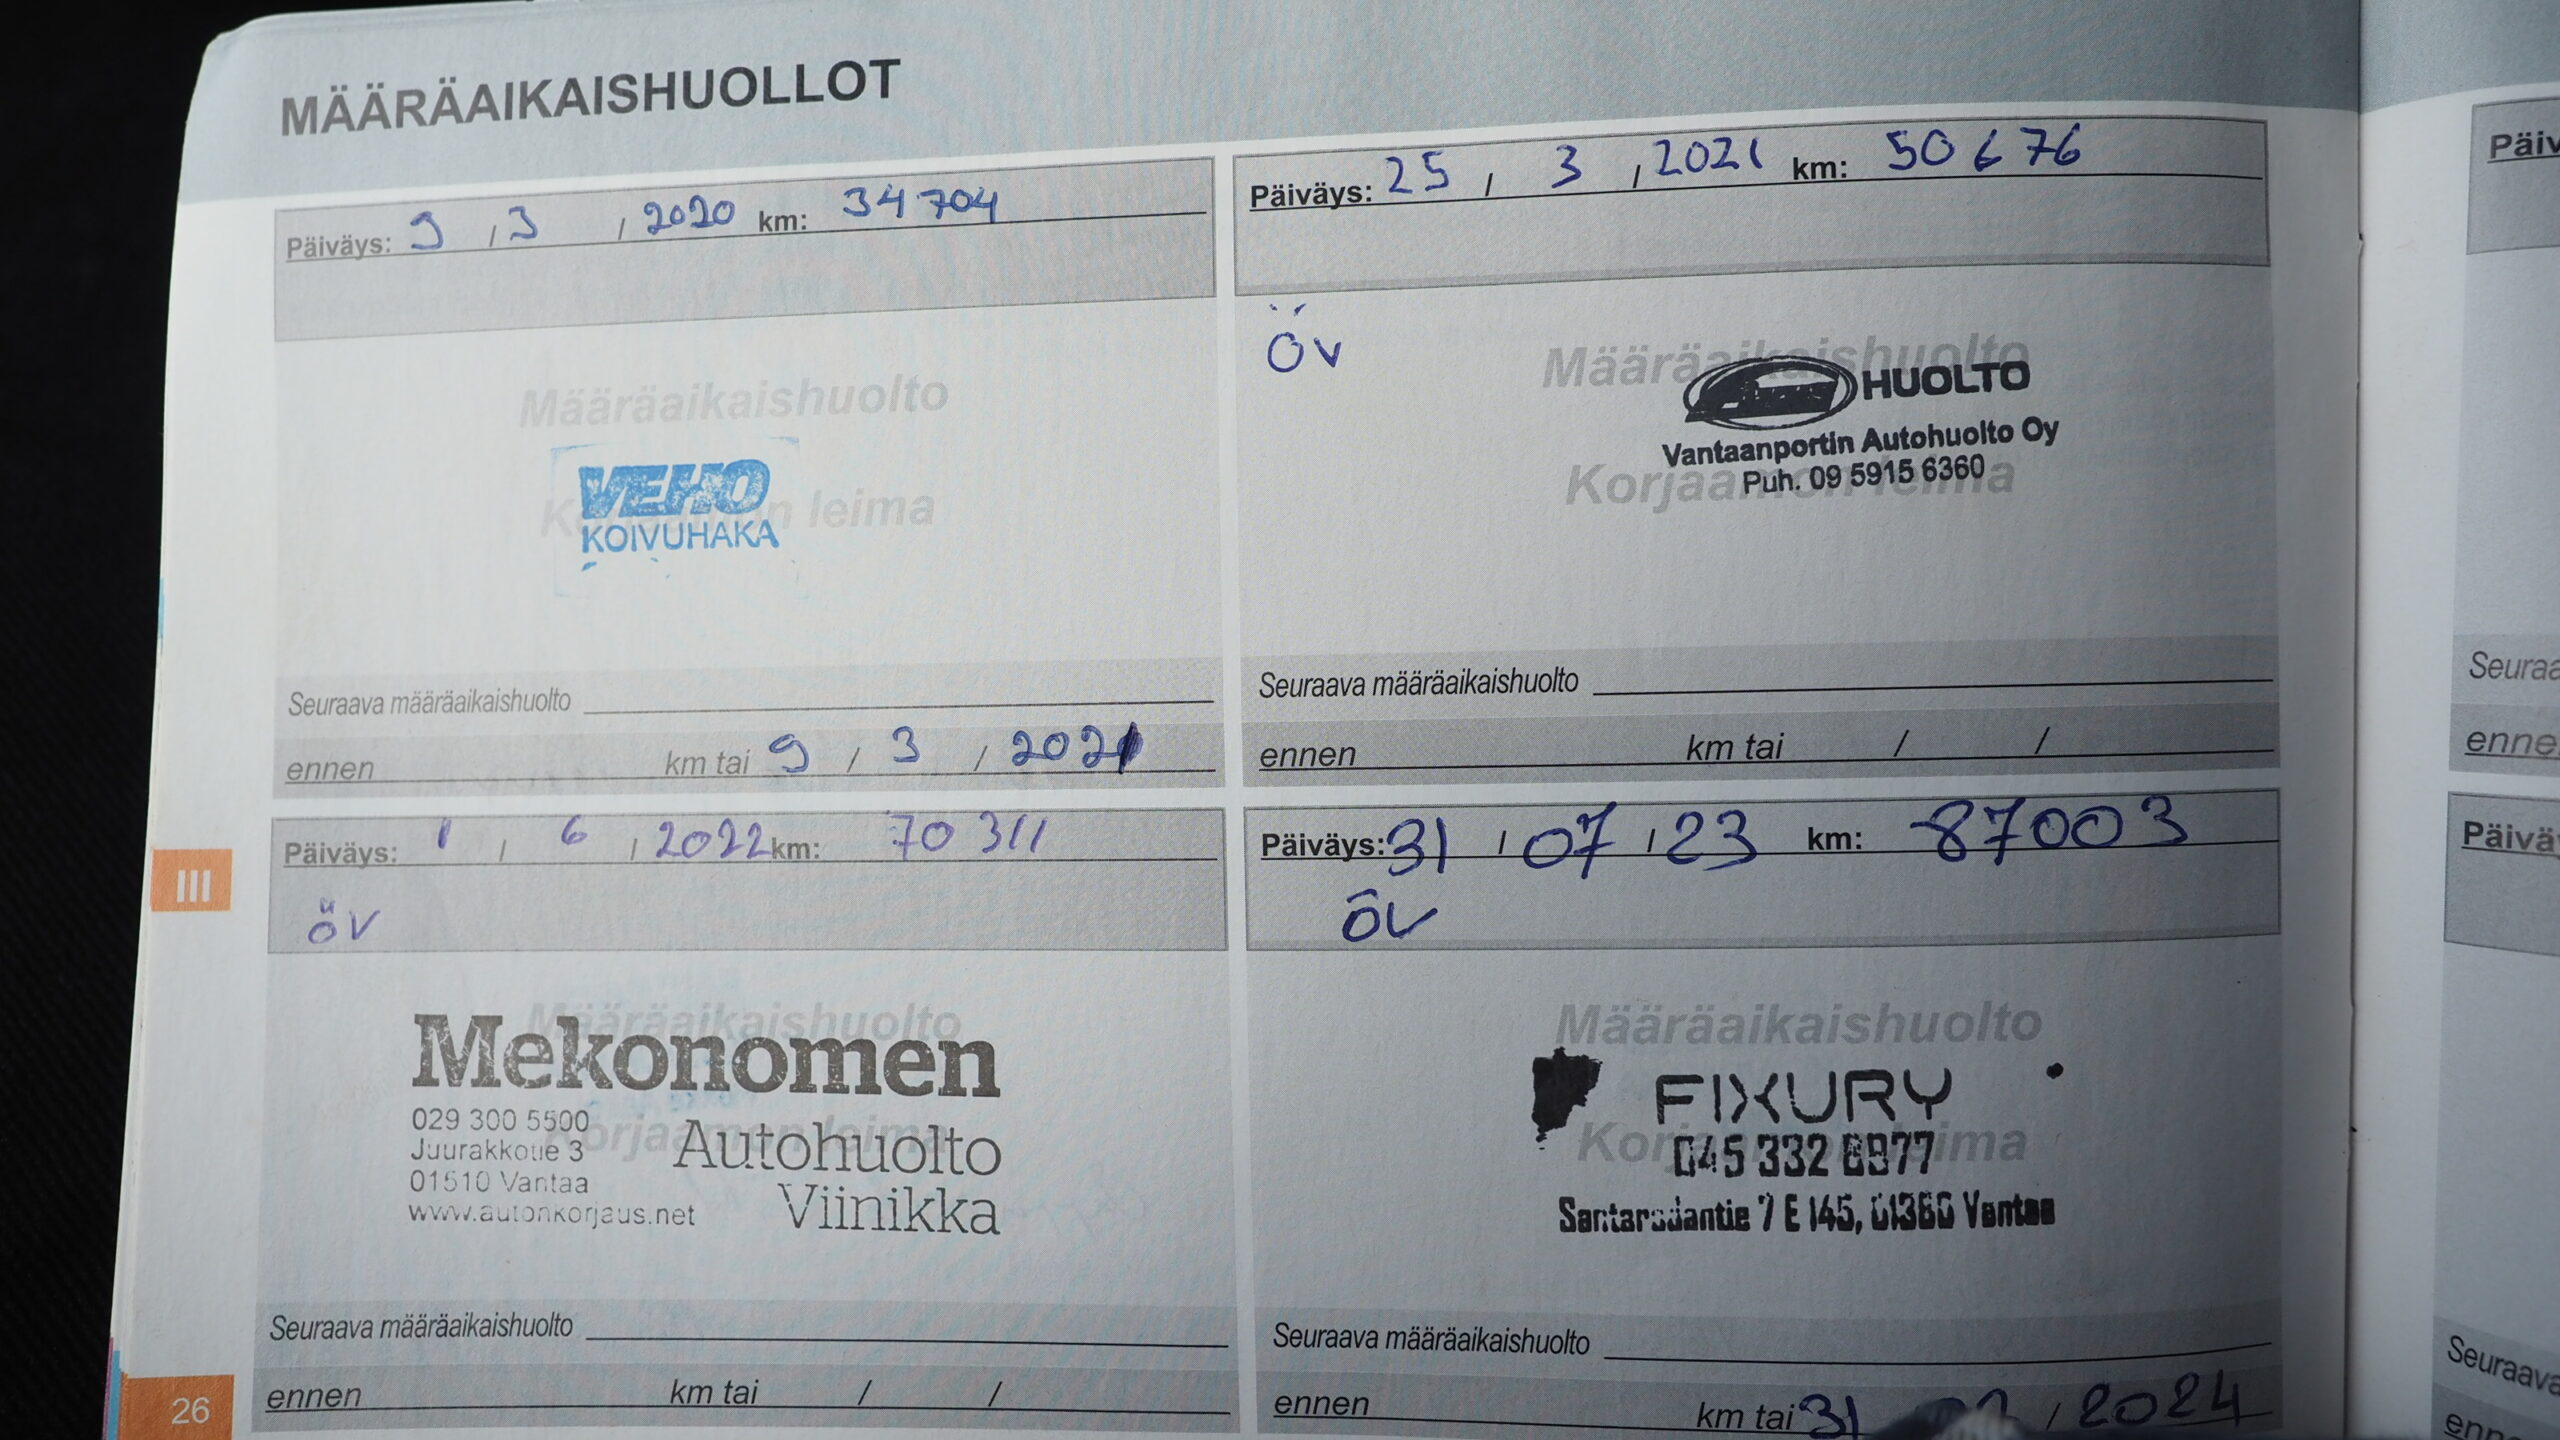 MÄÄRÄAIKAISHUOLLOT
Päiväys: 9 / 3 / 2020 km: 34704
Määräaikaishuolto
Korjaamon leima
VEHO
KOIVUHAKA
Seuraava määräaikaishuolto
ennen km tai 9 / 3 / 2021
Päiväys: 25 / 3 / 2021 km: 50676
öv
Määräaikaishuolto
Korjaamon leima
HUOLTO
Vantaanportin Autohuolto Oy
Puh. 09 5915 6360
Seuraava määräaikaishuolto
ennen km tai / /
Päiväys: 1 / 6 / 2022 km: 70311
öv
Määräaikaishuolto
Korjaamon leima
Mekonomen
029 300 5500
Juurakkotie 3
01510 Vantaa
www.autonkorjaus.net
Autohuolto
Viinikka
Seuraava määräaikaishuolto
ennen km tai / /
Päiväys: 31 / 07 / 23 km: 87003
öv
Määräaikaishuolto
Korjaamon leima
FIXURY
045 332
7 E 145, Vantaa
Seuraava määräaikaishuolto
ennen km tai 31 / 2024
III
26
Päiv
Seuraa
enne
Päivä
Seuraava
enn